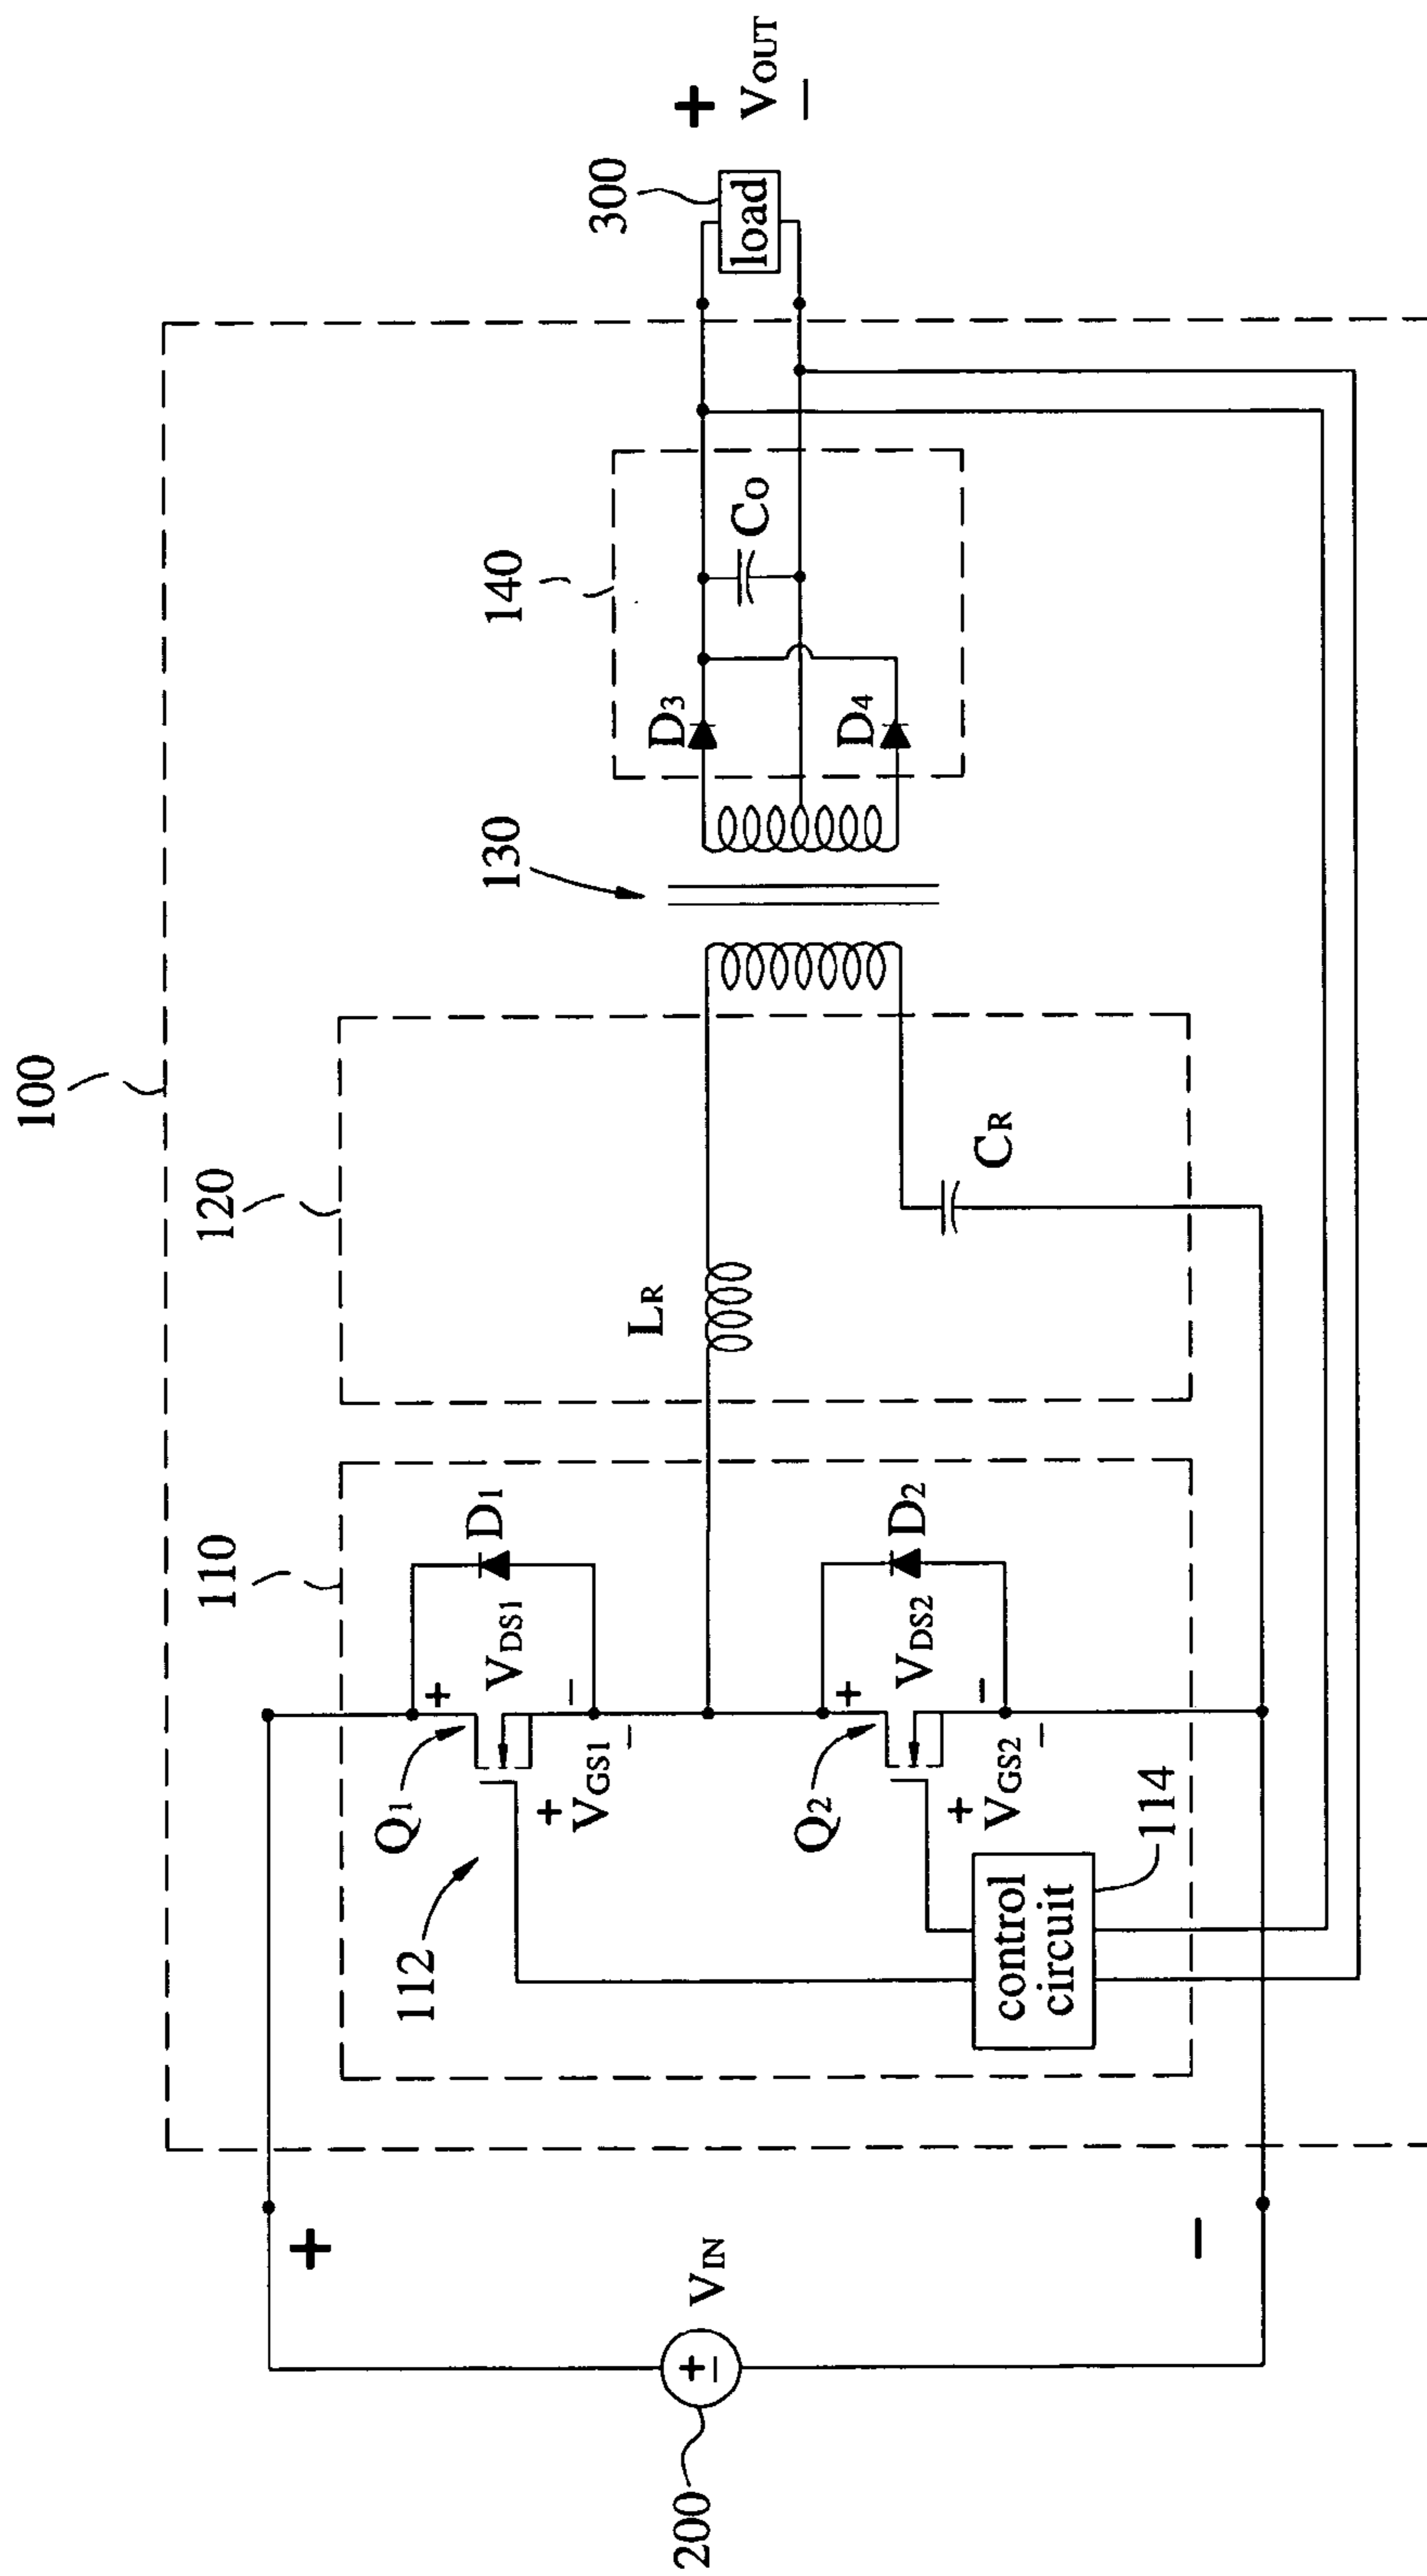 100
110
120
130
140
300
112
Q1
+
VDS1
−
D1
+
VGS1
−
LR
D3
CO
load
+
VOUT
−
+
VIN
−
+
−
200
Q2
+
VDS2
−
D2
+
VGS2
−
control
circuit
114
CR
D4